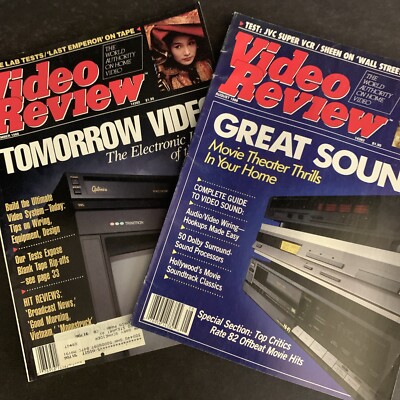 E LAB TESTS/'LAST EMPEROR' ON TAPE
Video
Review
THE WORLD
AUTHORITY
ON HOME
VIDEO
TOMORROW VIDEO
The Electronic
of
Build the Ultimate
Video System—Today:
Tips on Wiring,
Equipment, Design
Our Tests Expose
Blank Tape Rip-offs
—see page 33
HIT REVIEWS:
'Broadcast News,'
'Good Morning,
Vietnam,' 'Moonstruck'
TEST: JVC SUPER VCR / SHEEN ON 'WALL STREET
Video
Review
THE WORLD
AUTHORITY
ON HOME
VIDEO
AUGUST 1988
GREAT SOUN
Movie Theater Thrills
In Your Home
COMPLETE GUIDE
TO VIDEO SOUND:
Audio/Video Wiring—
Hookups Made Easy
50 Dolby Surround-
Sound Processors
Hollywood's Movie
Soundtrack Classics
Special Section: Top Critics
Rate 82 Offbeat Movie Hits